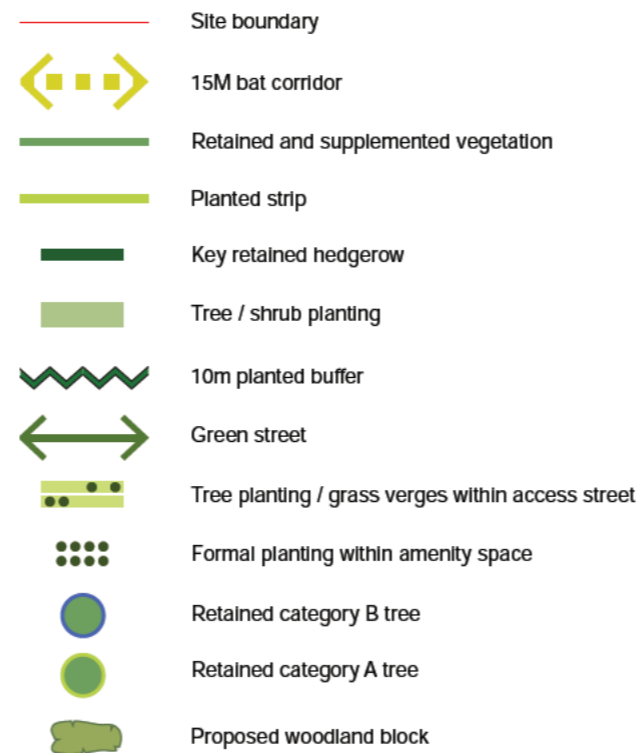 Site boundary
15M bat corridor
Retained and supplemented vegetation
Planted strip
Key retained hedgerow
Tree / shrub planting
10m planted buffer
Green street
Tree planting / grass verges within access street
Formal planting within amenity space
Retained category B tree
Retained category A tree
Proposed woodland block